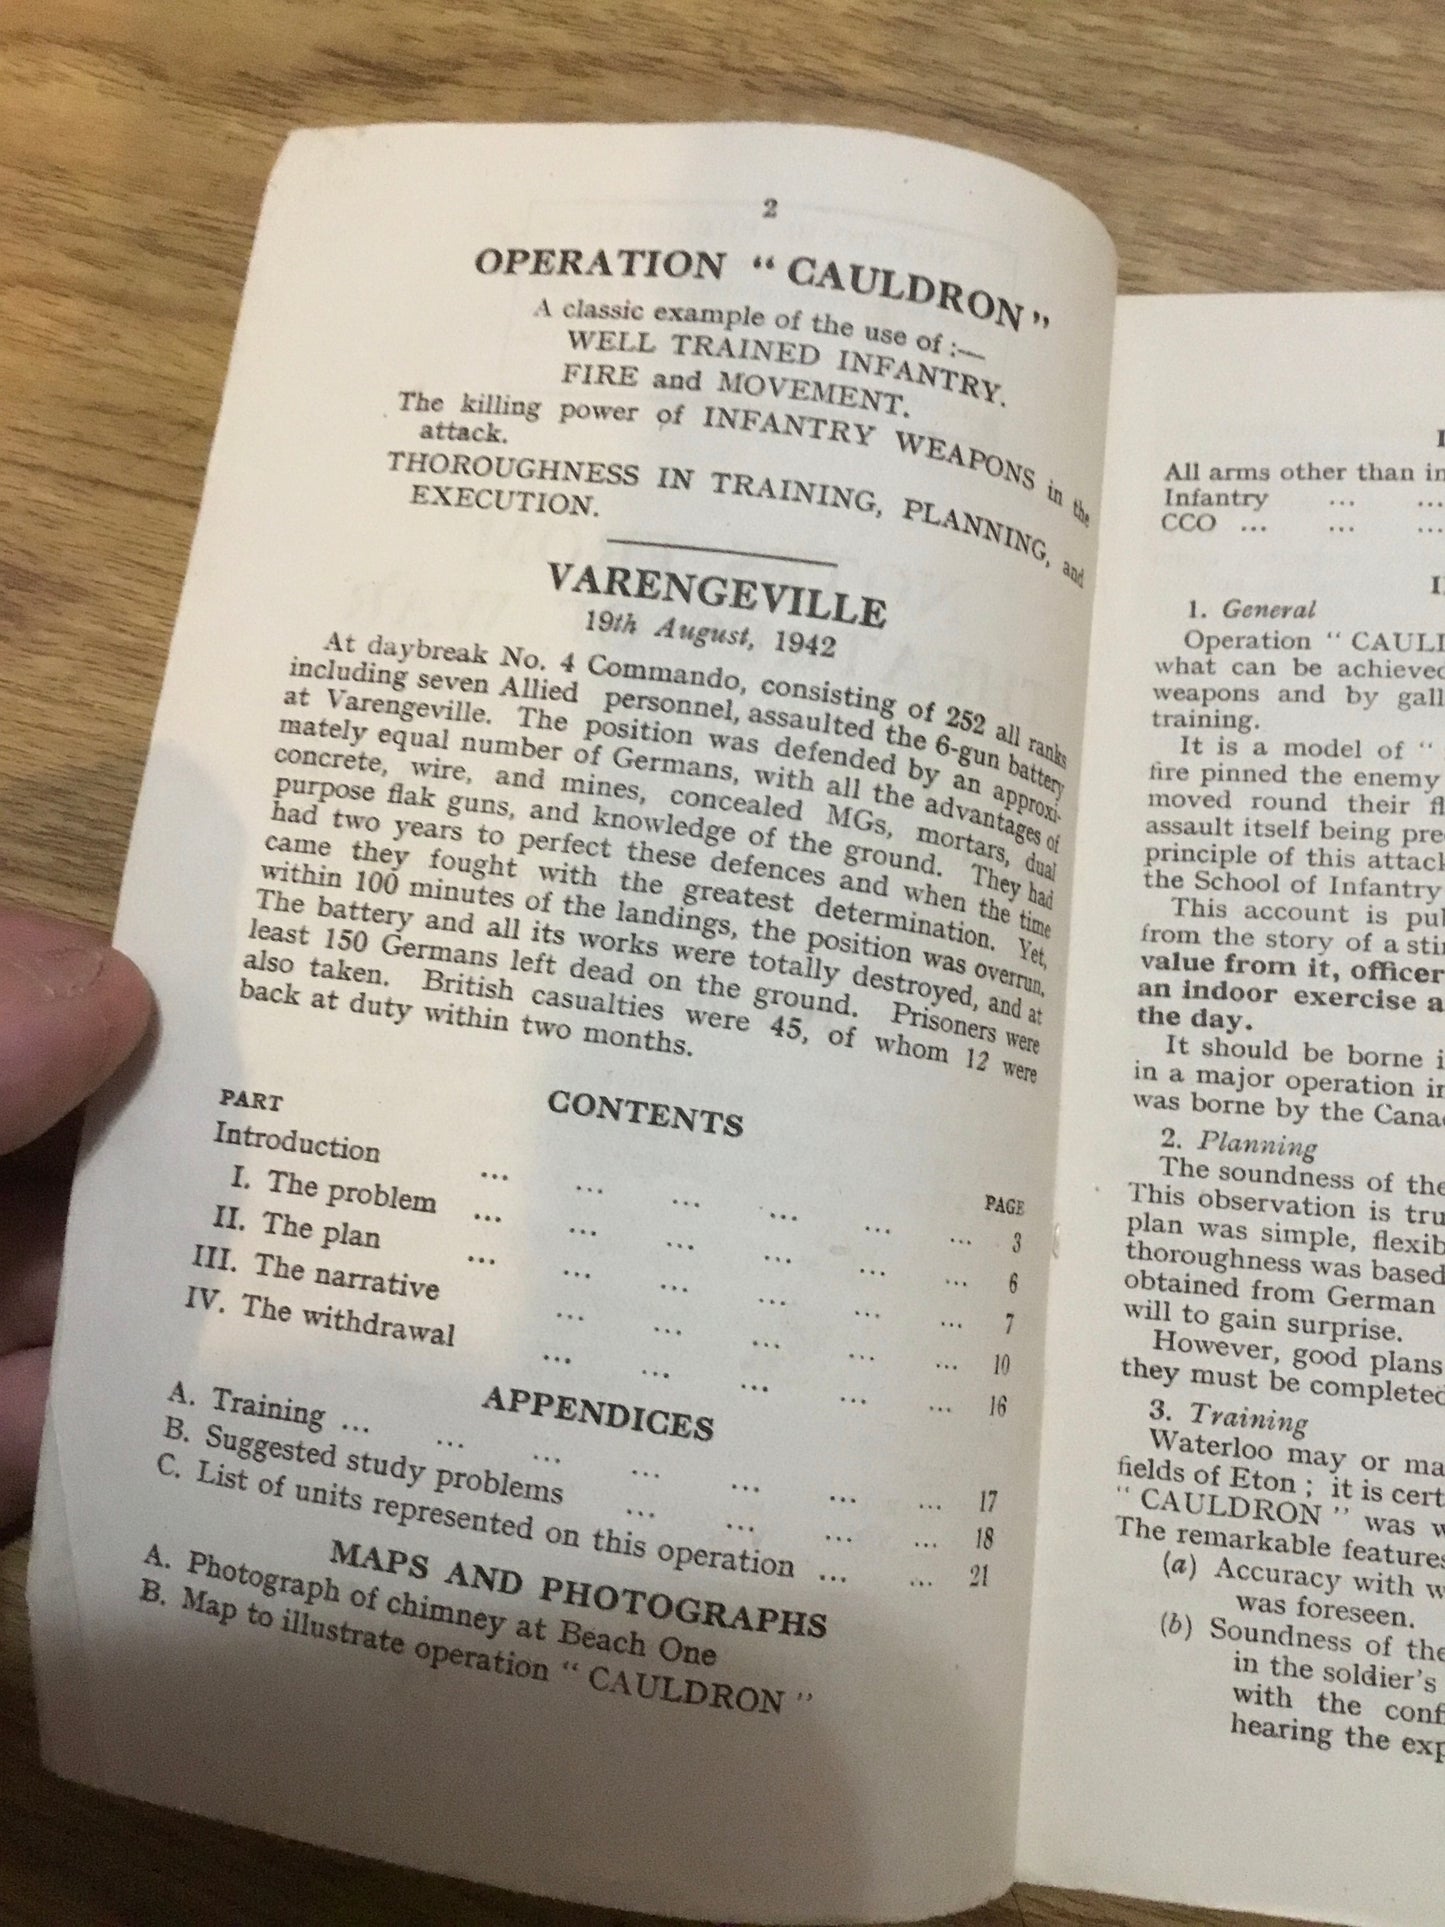 2
OPERATION “ CAULDRON ”
A classic example of the use of :—
WELL TRAINED INFANTRY.
FIRE and MOVEMENT.
The killing power of INFANTRY WEAPONS in the
attack.
THOROUGHNESS IN TRAINING, PLANNING, and
EXECUTION.
VARENGEVILLE
19th August, 1942
At daybreak No. 4 Commando, consisting of 252 all ranks
including seven Allied personnel, assaulted the 6-gun battery
at Varengeville. The position was defended by an approxi-
mately equal number of Germans, with all the advantages of
concrete, wire, and mines, concealed MGs, mortars, dual
purpose flak guns, and knowledge of the ground. They had
had two years to perfect these defences and when the time
came they fought with the greatest determination. Yet,
within 100 minutes of the landings, the position was overrun.
The battery and all its works were totally destroyed, and at
least 150 Germans left dead on the ground. Prisoners were
also taken. British casualties were 45, of whom 12 were
back at duty within two months.
CONTENTS
PART PAGE
Introduction ... ... ... ... ... ... 3
I. The problem ... ... ... ... ... ... 6
II. The plan ... ... ... ... ... ... 7
III. The narrative ... ... ... ... ... 10
IV. The withdrawal ... ... ... ... ... 16
APPENDICES
A. Training ... ... ... ... ... ... ... 17
B. Suggested study problems ... ... ... ... 18
C. List of units represented on this operation ... ... 21
MAPS AND PHOTOGRAPHS
A. Photograph of chimney at Beach One
B. Map to illustrate operation “ CAULDRON ”
All arms other than in
Infantry ... ...
CCO ... ... ...
1. General
Operation “ CAUL
what can be achieved
weapons and by gall
training.
It is a model of “
fire pinned the enemy
moved round their fl
assault itself being pre
principle of this attack
the School of Infantry
This account is pu
from the story of a sti
value from it, officer
an indoor exercise a
the day.
It should be borne i
in a major operation in
was borne by the Cana
2. Planning
The soundness of the
This observation is tru
plan was simple, flexib
thoroughness was based
obtained from German
will to gain surprise.
However, good plans
they must be completed
3. Training
Waterloo may or ma
fields of Eton ; it is cert
“ CAULDRON ” was w
The remarkable features
(a) Accuracy with w
was foreseen.
(b) Soundness of the
in the soldier’s
with the conf
hearing the exp